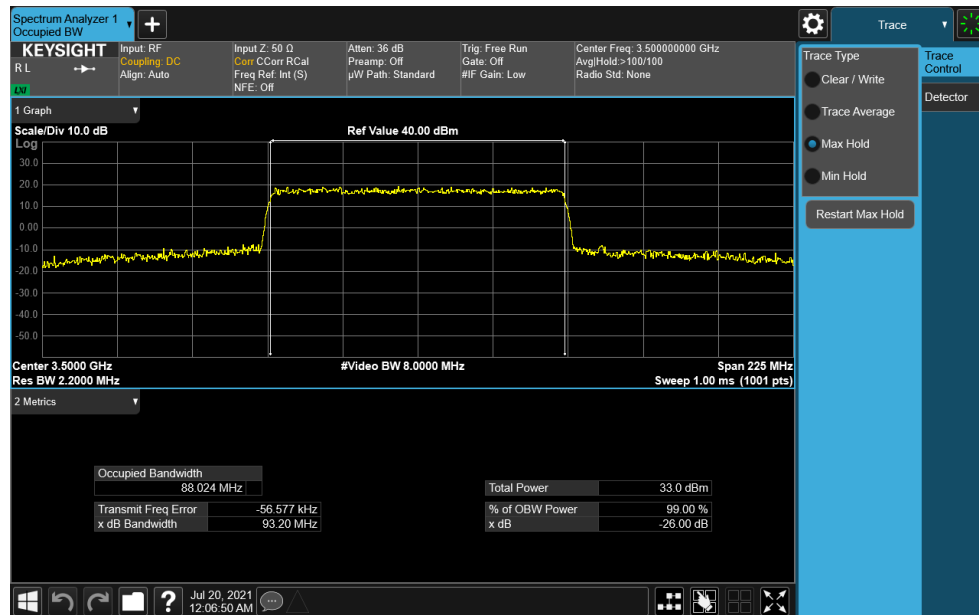 Spectrum Analyzer 1
Occupied BW
KEYSIGHT
R L
LXI
Input: RF
Coupling: DC
Align: Auto
Input Z: 50 Ω
Corr CCorr RCal
Freq Ref: Int (S)
NFE: Off
Atten: 36 dB
Preamp: Off
µW Path: Standard
Trig: Free Run
Gate: Off
#IF Gain: Low
Center Freq: 3.500000000 GHz
Avg|Hold:>100/100
Radio Std: None
1 Graph
Scale/Div 10.0 dB
Ref Value 40.00 dBm
Log
30.0
20.0
10.0
0.00
-10.0
-20.0
-30.0
-40.0
-50.0
Center 3.5000 GHz
#Video BW 8.0000 MHz
Span 225 MHz
Res BW 2.2000 MHz
Sweep 1.00 ms (1001 pts)
2 Metrics
Occupied Bandwidth
88.024 MHz
Total Power 33.0 dBm
Transmit Freq Error -56.577 kHz
% of OBW Power 99.00 %
x dB Bandwidth 93.20 MHz
x dB -26.00 dB
?
Jul 20, 2021
12:06:50 AM
Trace
Trace Type
Clear / Write
Trace Average
Max Hold
Min Hold
Restart Max Hold
Trace
Control
Detector